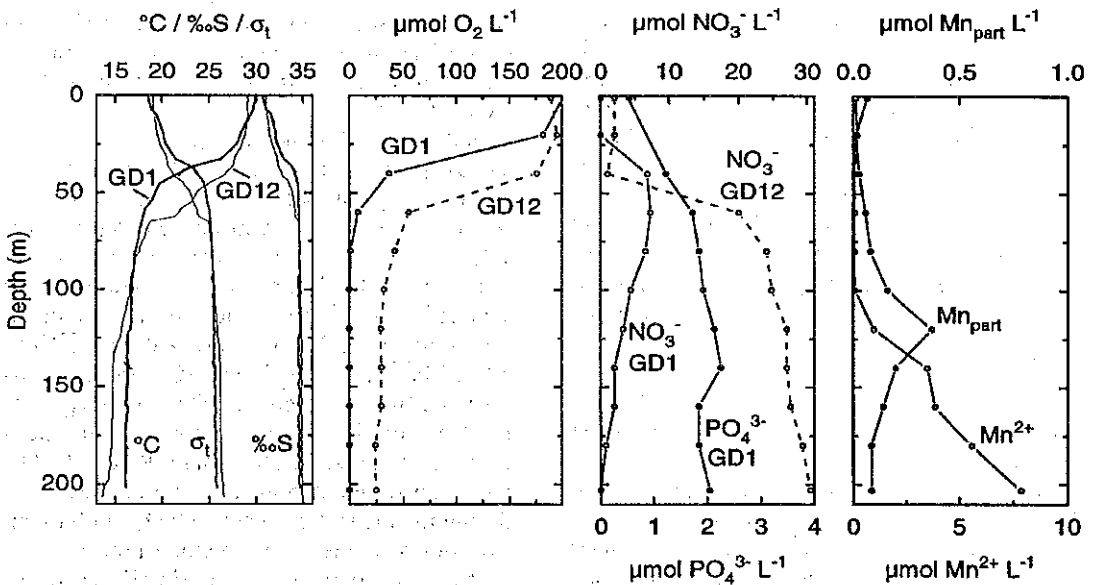 °C / ‰S / σt
µmol O2 L-1
µmol NO3- L-1
µmol Mnpart L-1
15 20 25 30 35
0 50 100 150 200
0 10 20 30
0.0 0.5 1.0
0
50
100
150
200
Depth (m)
GD1
GD12
°C
σt
‰S
GD1
GD12
NO3-
GD12
NO3-
GD1
PO43-
GD1
Mnpart
Mn2+
0 1 2 3 4
0 5 10
µmol PO43- L-1
µmol Mn2+ L-1